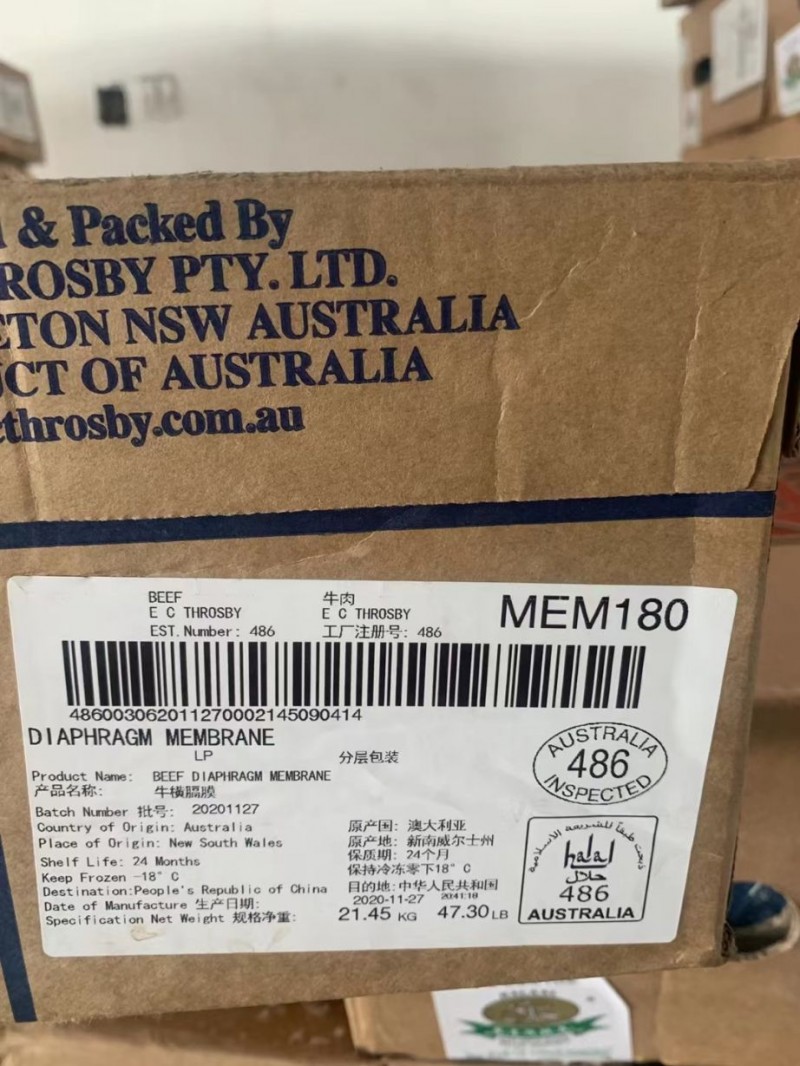 & Packed By
ROSBY PTY. LTD.
ETON NSW AUSTRALIA
CT OF AUSTRALIA
cthrosby.com.au
BEEF 牛肉
E C THROSBY E C THROSBY
EST. Number: 486 工厂注册号: 486
MEM180
4860030620112700021450904​14
DIAPHRAGM MEMBRANE
LP 分层包装
Product Name: BEEF DIAPHRAGM MEMBRANE
产品名称: 牛横膈膜
Batch Number 批号: 20201127
Country of Origin: Australia 原产国: 澳大利亚
Place of Origin: New South Wales 原产地: 新南威尔士州
Shelf Life: 24 Months 保质期: 24个月
Keep Frozen -18° C 保持冷冻零下18° C
Destination:People's Republic of China 目的地:中华人民共和国
Date of Manufacture 生产日期: 2020-11-27 20:41:18
Specification Net Weight 规格净重: 21.45 KG 47.30 LB
AUSTRALIA
486
INSPECTED
halal
حلال
486
AUSTRALIA